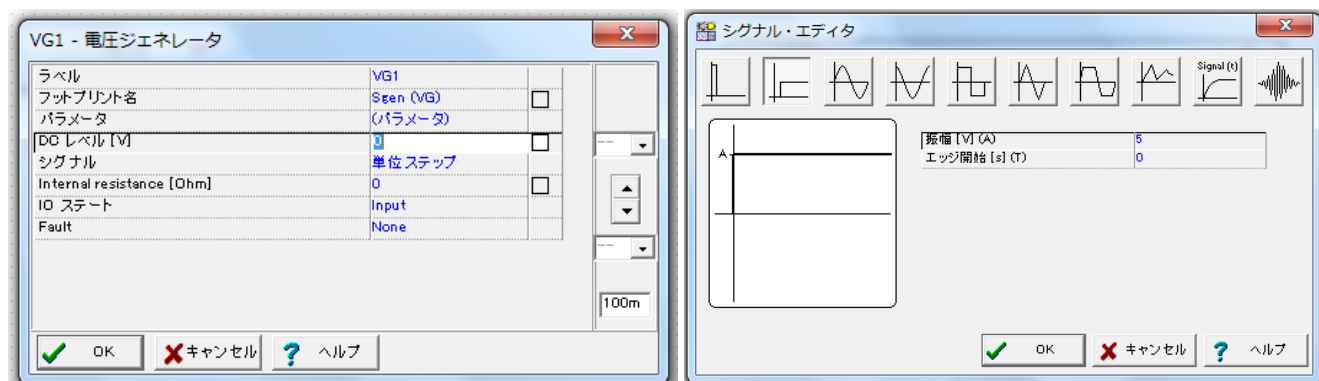 VG1 - 電圧ジェネレータ
ラベル VG1
フットプリント名 Sgen (VG)
パラメータ (パラメータ)
DC レベル [V] 0
シグナル 単位ステップ
Internal resistance [Ohm] 0
IO ステート Input
Fault None
--
--
100m
OK キャンセル ? ヘルプ
シグナル・エディタ
Signal (t)
A
振幅 [V] (A) 5
エッジ開始 [s] (T) 0
OK キャンセル ? ヘルプ